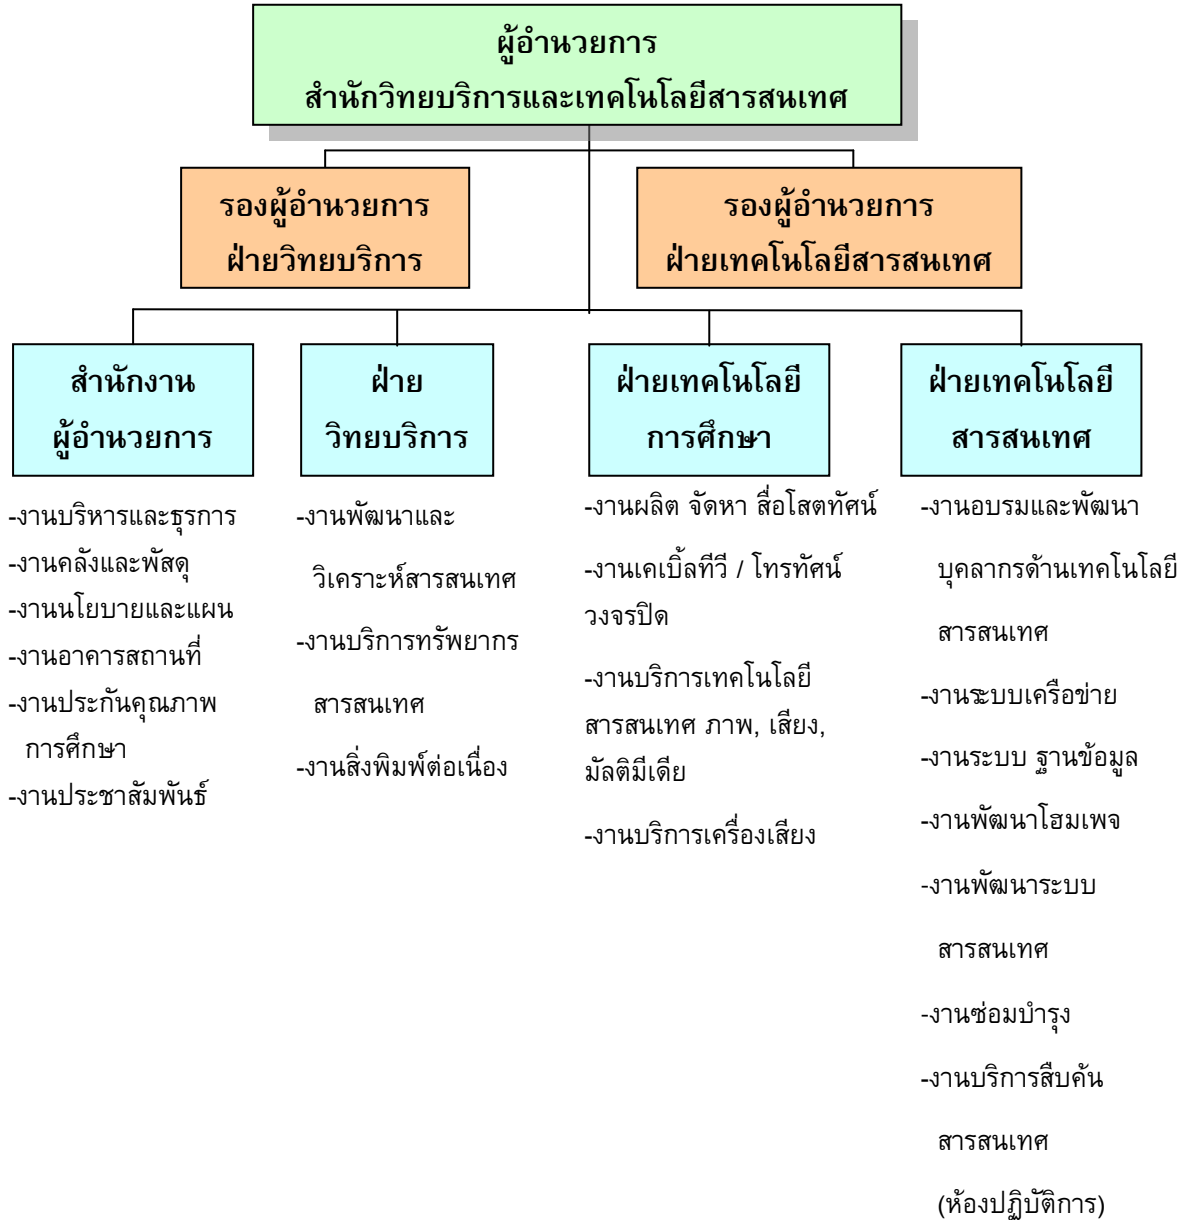 ผู้อำนวยการ
สำนักวิทยบริการและเทคโนโลยีสารสนเทศ
รองผู้อำนวยการ
ฝ่ายวิทยบริการ
รองผู้อำนวยการ
ฝ่ายเทคโนโลยีสารสนเทศ
สำนักงาน
ผู้อำนวยการ
-งานบริหารและธุรการ
-งานคลังและพัสดุ
-งานนโยบายและแผน
-งานอาคารสถานที่
-งานประกันคุณภาพ
การศึกษา
-งานประชาสัมพันธ์
ฝ่าย
วิทยบริการ
-งานพัฒนาและ
วิเคราะห์สารสนเทศ
-งานบริการทรัพยากร
สารสนเทศ
-งานสิ่งพิมพ์ต่อเนื่อง
ฝ่ายเทคโนโลยี
การศึกษา
-งานผลิต จัดหา สื่อโสตทัศน์
-งานเคเบิ้ลทีวี / โทรทัศน์
วงจรปิด
-งานบริการเทคโนโลยี
สารสนเทศ ภาพ, เสียง,
มัลติมีเดีย
-งานบริการเครื่องเสียง
ฝ่ายเทคโนโลยี
สารสนเทศ
-งานอบรมและพัฒนา
บุคลากรด้านเทคโนโลยี
สารสนเทศ
-งานระบบเครือข่าย
-งานระบบ ฐานข้อมูล
-งานพัฒนาโฮมเพจ
-งานพัฒนาระบบ
สารสนเทศ
-งานซ่อมบำรุง
-งานบริการสืบค้น
สารสนเทศ
(ห้องปฏิบัติการ)